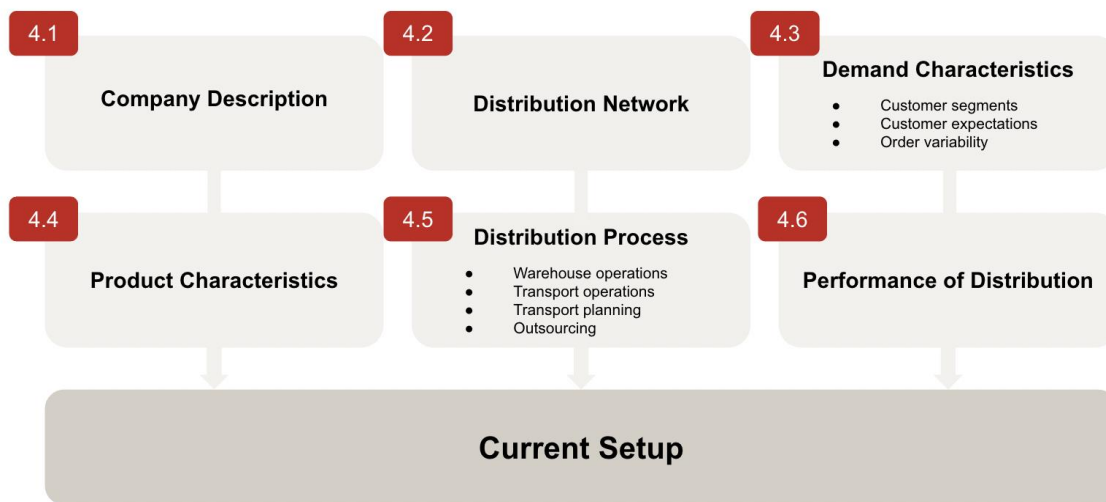 4.1
Company Description
4.2
Distribution Network
4.3
Demand Characteristics
● Customer segments
● Customer expectations
● Order variability
4.4
Product Characteristics
4.5
Distribution Process
● Warehouse operations
● Transport operations
● Transport planning
● Outsourcing
4.6
Performance of Distribution
Current Setup